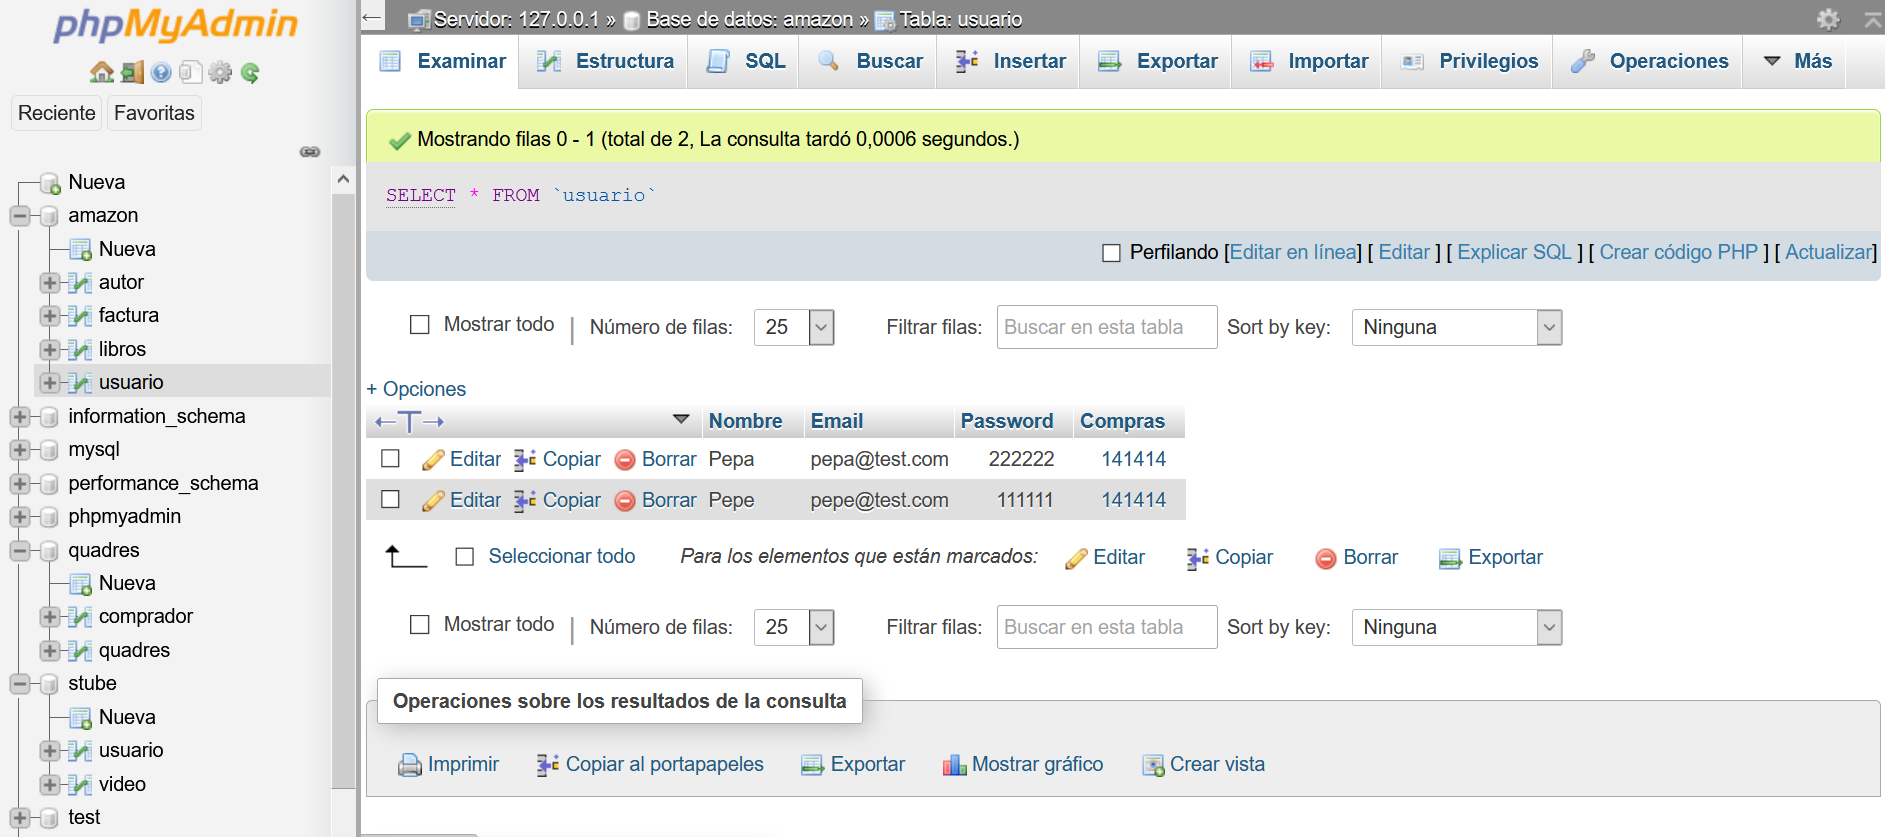 phpMyAdmin
Reciente Favoritas
Nueva
amazon
Nueva
autor
factura
libros
usuario
information_schema
mysql
performance_schema
phpmyadmin
quadres
Nueva
comprador
quadres
stube
Nueva
usuario
video
test
← Servidor: 127.0.0.1 » Base de datos: amazon » Tabla: usuario
Examinar Estructura SQL Buscar Insertar Exportar Importar Privilegios Operaciones Más
Mostrando filas 0 - 1 (total de 2, La consulta tardó 0,0006 segundos.)
SELECT * FROM `usuario`
Perfilando [Editar en línea] [ Editar ] [ Explicar SQL ] [ Crear código PHP ] [ Actualizar]
Mostrar todo | Número de filas: 25 Filtrar filas: Buscar en esta tabla Sort by key: Ninguna
+ Opciones
←T→ Nombre Email Password Compras
Editar Copiar Borrar Pepa pepa@test.com 222222 141414
Editar Copiar Borrar Pepe pepe@test.com 111111 141414
Seleccionar todo Para los elementos que están marcados: Editar Copiar Borrar Exportar
Mostrar todo | Número de filas: 25 Filtrar filas: Buscar en esta tabla Sort by key: Ninguna
Operaciones sobre los resultados de la consulta
Imprimir Copiar al portapapeles Exportar Mostrar gráfico Crear vista